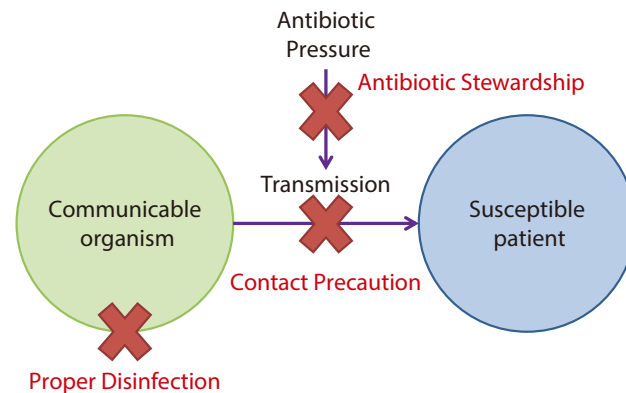 Antibiotic
Pressure
Antibiotic Stewardship
Transmission
Communicable
organism
Susceptible
patient
Contact Precaution
Proper Disinfection